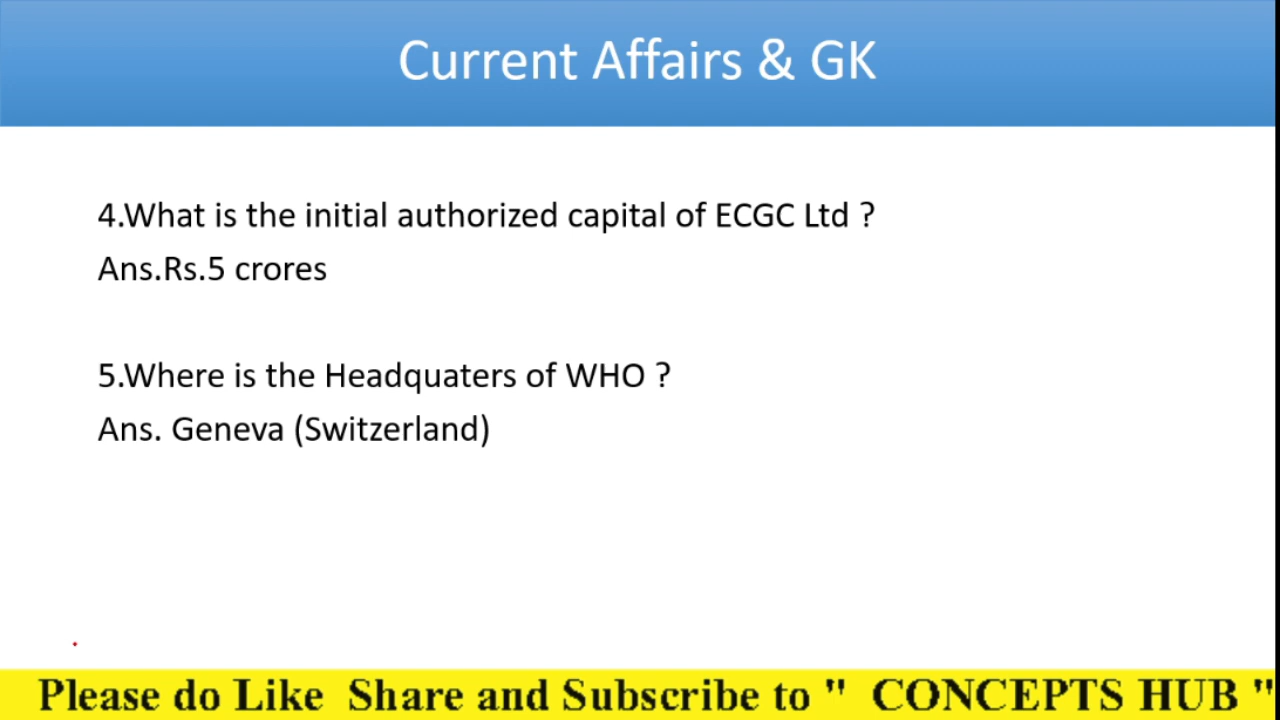 Current Affairs & GK
4.What is the initial authorized capital of ECGC Ltd ?
Ans.Rs.5 crores
5.Where is the Headquaters of WHO ?
Ans. Geneva (Switzerland)
Please do Like Share and Subscribe to " CONCEPTS HUB "